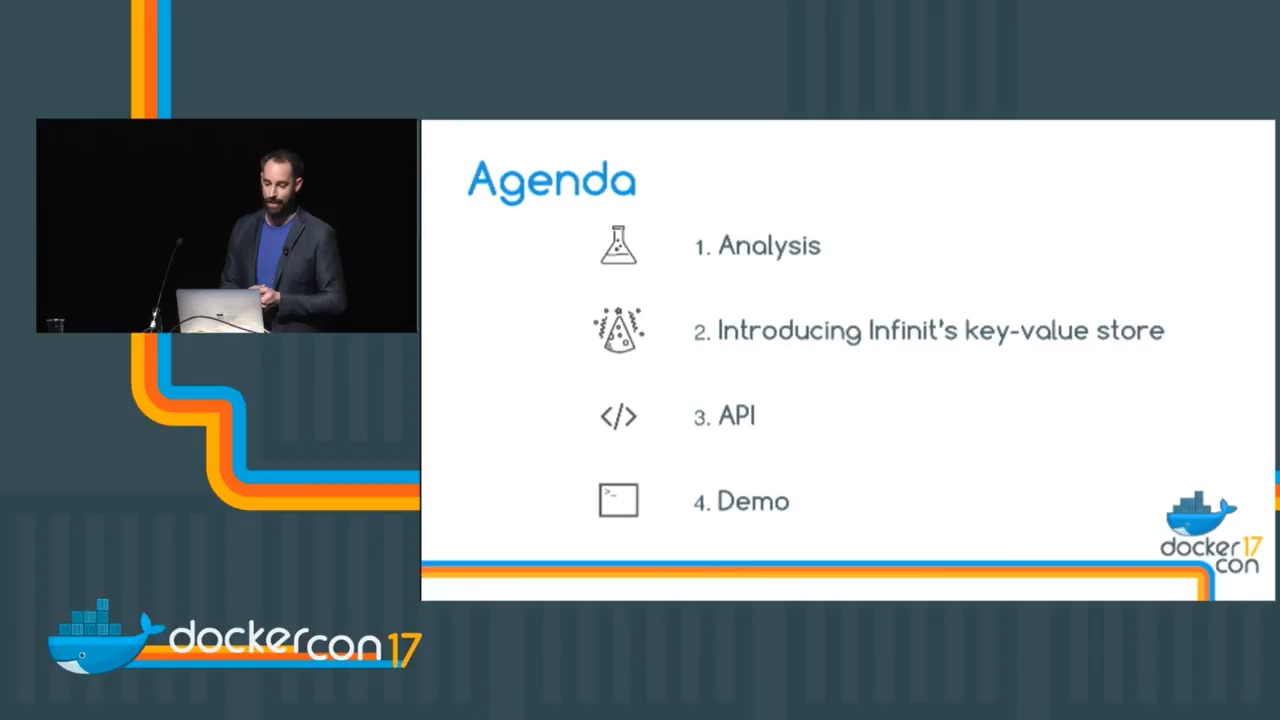 Agenda
1. Analysis
2. Introducing Infinit's key-value store
3. API
>_
4. Demo
docker 17
con
dockercon 17